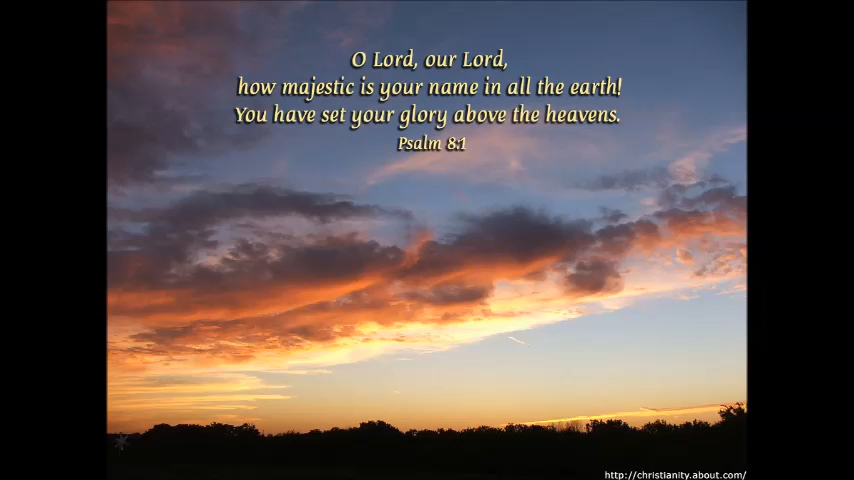 O Lord, our Lord,
how majestic is your name in all the earth!
You have set your glory above the heavens.
Psalm 8:1
http://christianity.about.com/